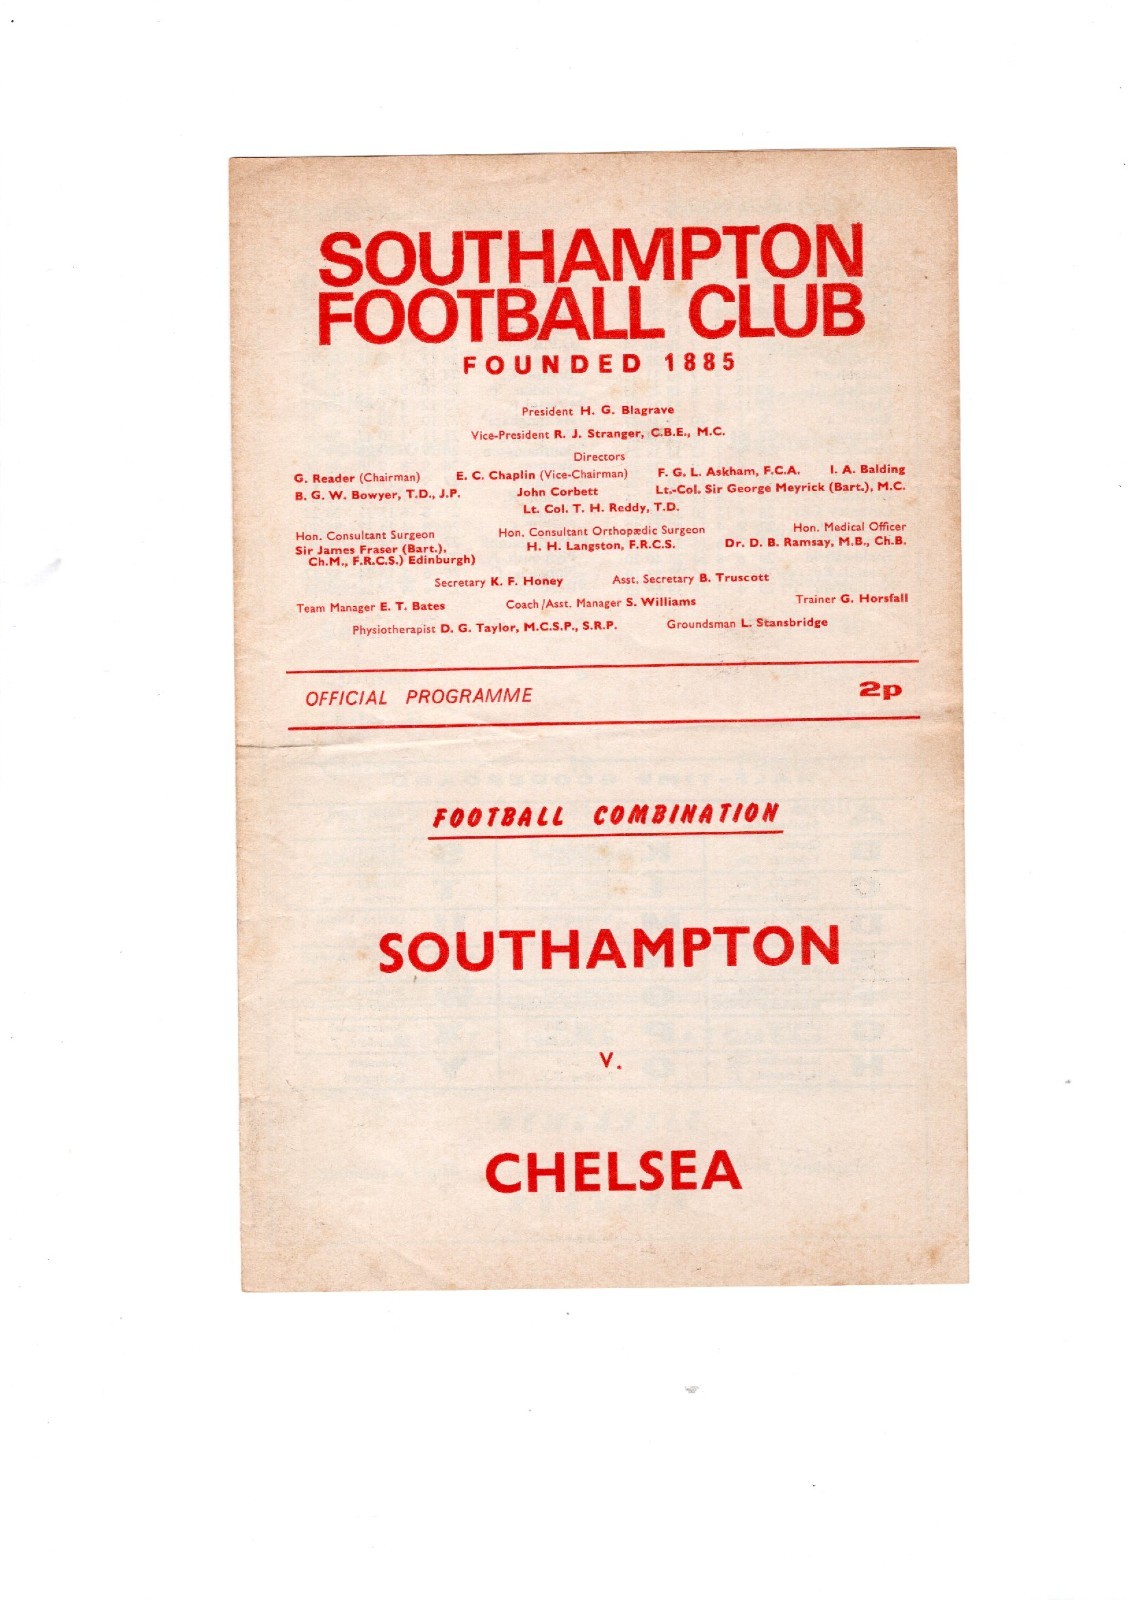 SOUTHAMPTON
FOOTBALL CLUB
FOUNDED 1885
President H. G. Blagrave
Vice-President R. J. Stranger, C.B.E., M.C.
Directors
G. Reader (Chairman) E. C. Chaplin (Vice-Chairman) F. G. L. Askham, F.C.A. I. A. Balding
B. G. W. Bowyer, T.D., J.P. John Corbett Lt.-Col. Sir George Meyrick (Bart.), M.C.
Lt. Col. T. H. Reddy, T.D.
Hon. Consultant Surgeon Hon. Consultant Orthopædic Surgeon Hon. Medical Officer
Sir James Fraser (Bart.), H. H. Langston, F.R.C.S. Dr. D. B. Ramsay, M.B., Ch.B.
Ch.M., F.R.C.S.) Edinburgh)
Secretary K. F. Honey Asst. Secretary B. Truscott
Team Manager E. T. Bates Coach/Asst. Manager S. Williams Trainer G. Horsfall
Physiotherapist D. G. Taylor, M.C.S.P., S.R.P. Groundsman L. Stansbridge
OFFICIAL PROGRAMME 2p
FOOTBALL COMBINATION
SOUTHAMPTON
v.
CHELSEA